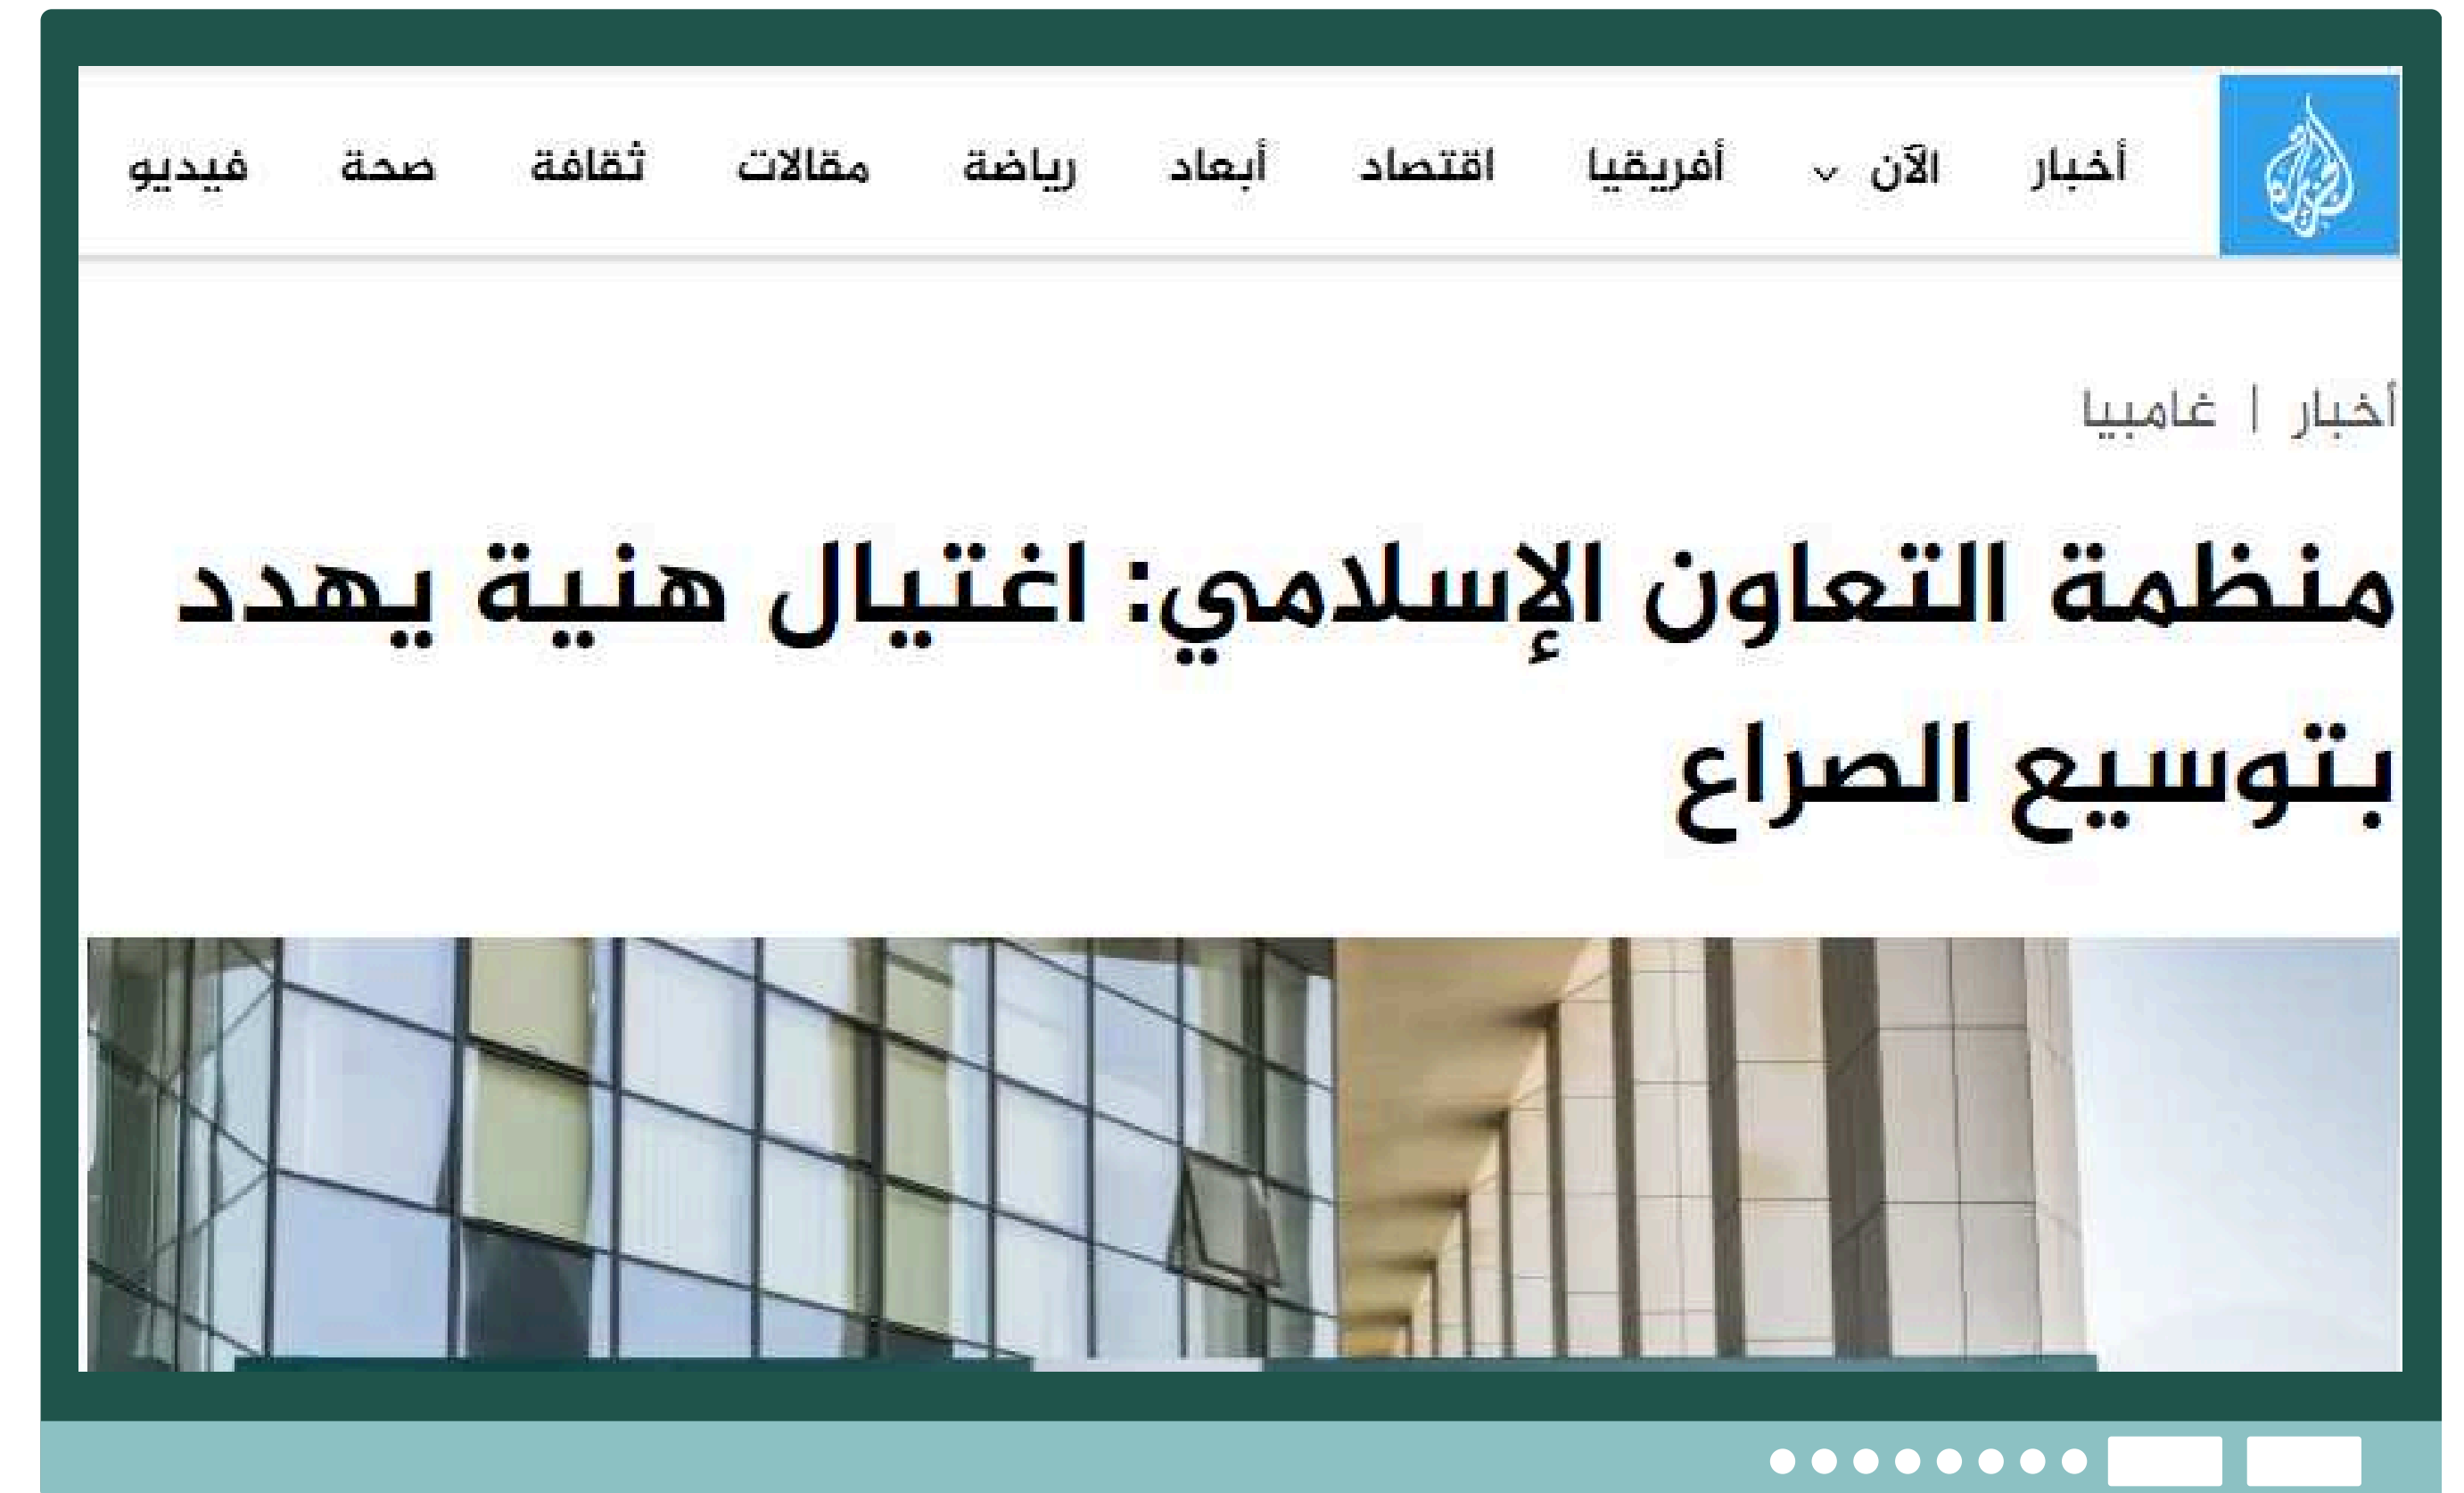 أخبار الآن أفريقيا اقتصاد أبعاد رياضة مقالات ثقافة صحة فيديو
أخبار | غامبيا
منظمة التعاون الإسلامي: اغتيال هنية يهدد
بتوسيع الصراع